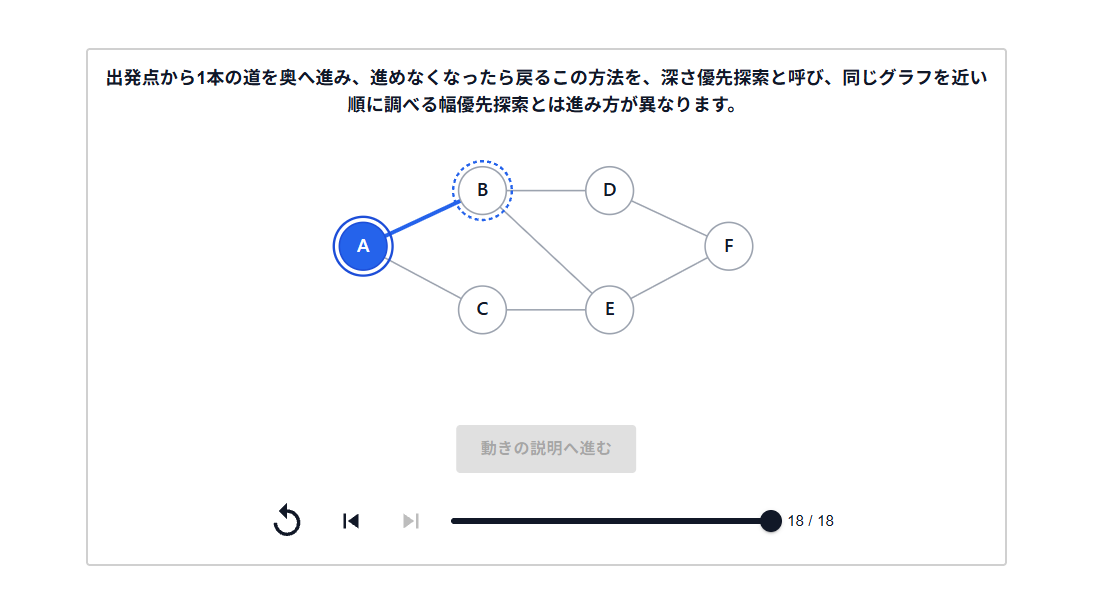 出発点から1本の道を奥へ進み、進めなくなったら戻るこの方法を、深さ優先探索と呼び、同じグラフを近い
順に調べる幅優先探索とは進み方が異なります。
B
D
A
F
C
E
動きの説明へ進む
18 / 18